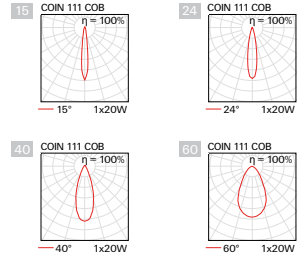 15 COIN 111 COB
η = 100%
15° 1x20W
24 COIN 111 COB
η = 100%
24° 1x20W
40 COIN 111 COB
η = 100%
40° 1x20W
60 COIN 111 COB
η = 100%
60° 1x20W